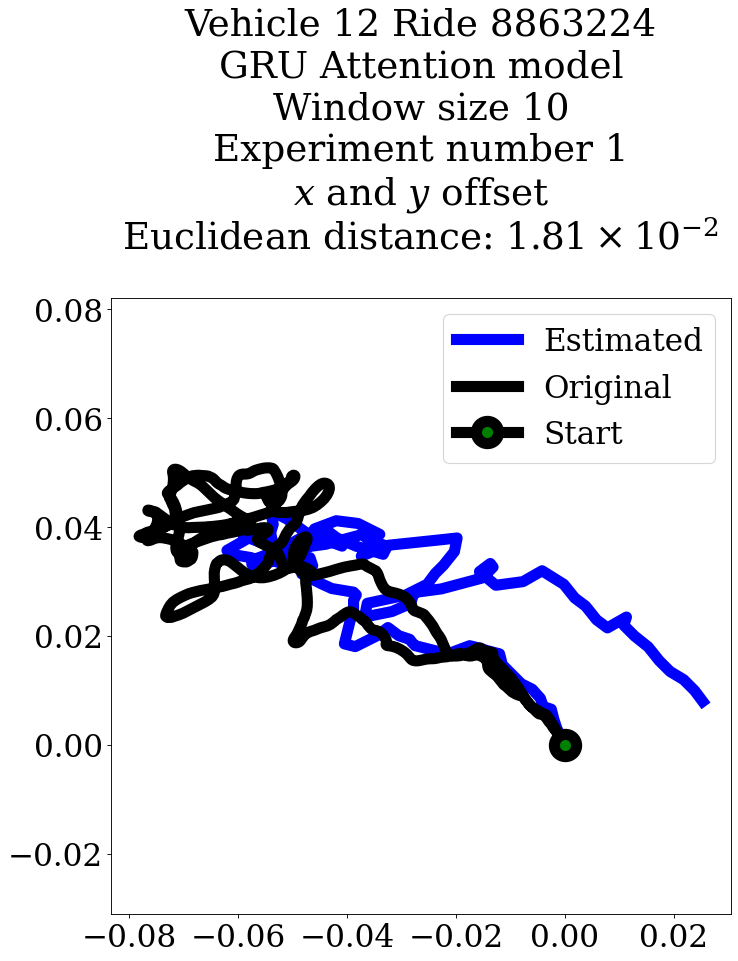 Vehicle 12 Ride 8863224
GRU Attention model
Window size 10
Experiment number 1
x and y offset
Euclidean distance: 1.81 × 10⁻²
Estimated
Original
Start
0.08
0.06
0.04
0.02
0.00
−0.02
−0.08 −0.06 −0.04 −0.02 0.00 0.02